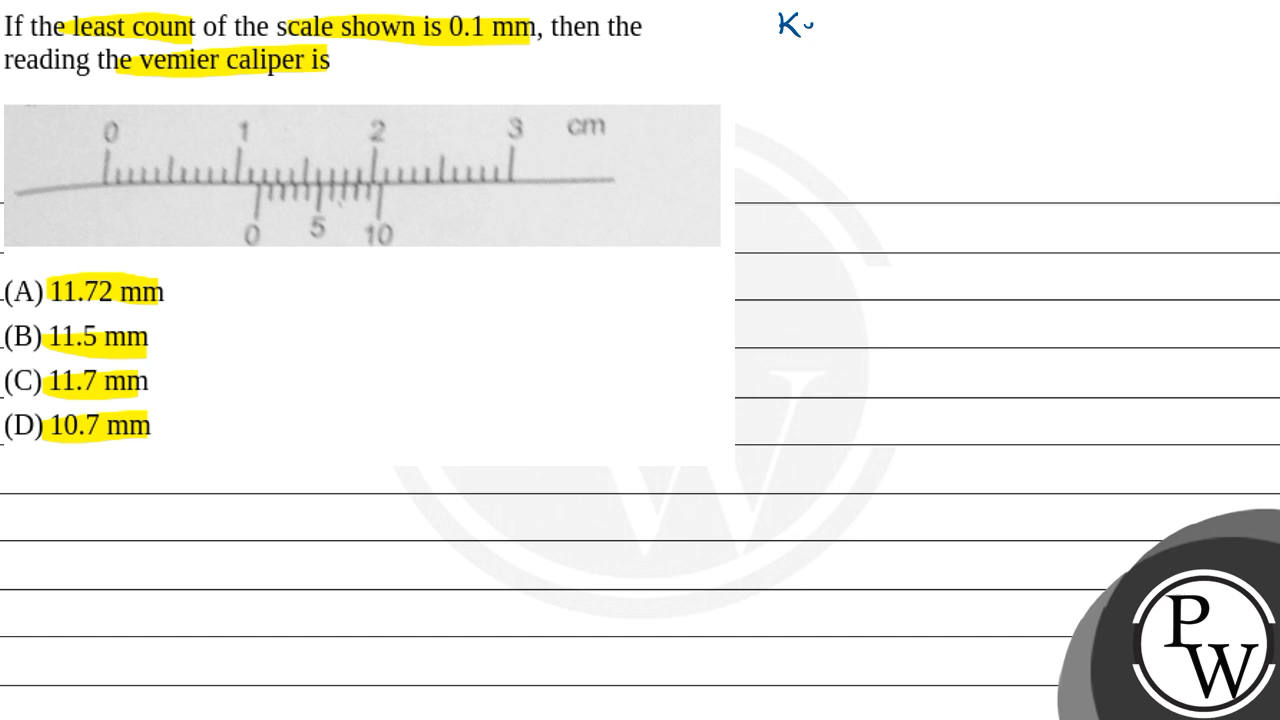 If the least count of the scale shown is 0.1 mm, then the
reading the vemier caliper is
K
0 1 2 3 cm
0 5 10
(A) 11.72 mm
(B) 11.5 mm
(C) 11.7 mm
(D) 10.7 mm
PW